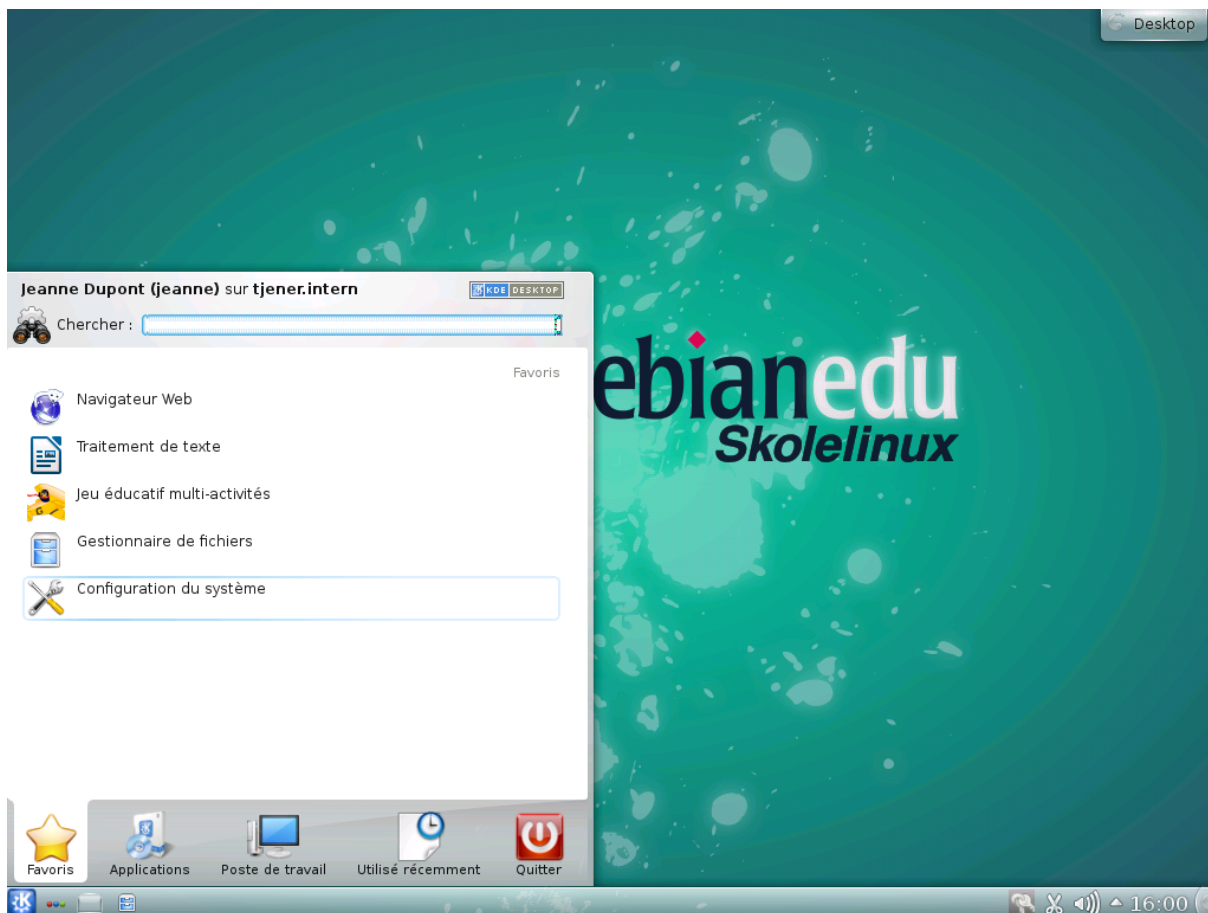 Desktop
Jeanne Dupont (jeanne) sur tjener.intern
KDE DESKTOP
Chercher :
Favoris
Navigateur Web
Traitement de texte
Jeu éducatif multi-activités
Gestionnaire de fichiers
Configuration du système
ebianedu
Skolelinux
Favoris
Applications
Poste de travail
Utilisé récemment
Quitter
16:00